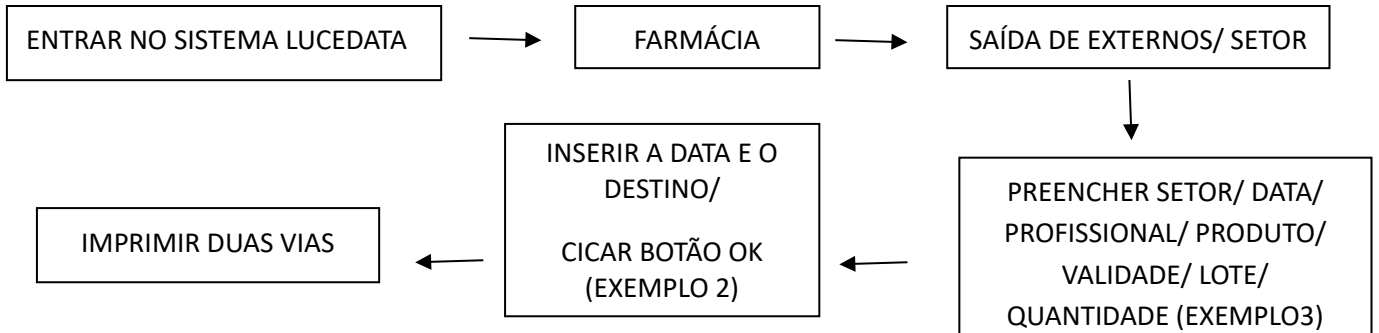 ENTRAR NO SISTEMA LUCEDATA
FARMÁCIA
SAÍDA DE EXTERNOS/ SETOR
PREENCHER SETOR/ DATA/
PROFISSIONAL/ PRODUTO/
VALIDADE/ LOTE/
QUANTIDADE (EXEMPLO3)
INSERIR A DATA E O
DESTINO/
CICAR BOTÃO OK
(EXEMPLO 2)
IMPRIMIR DUAS VIAS